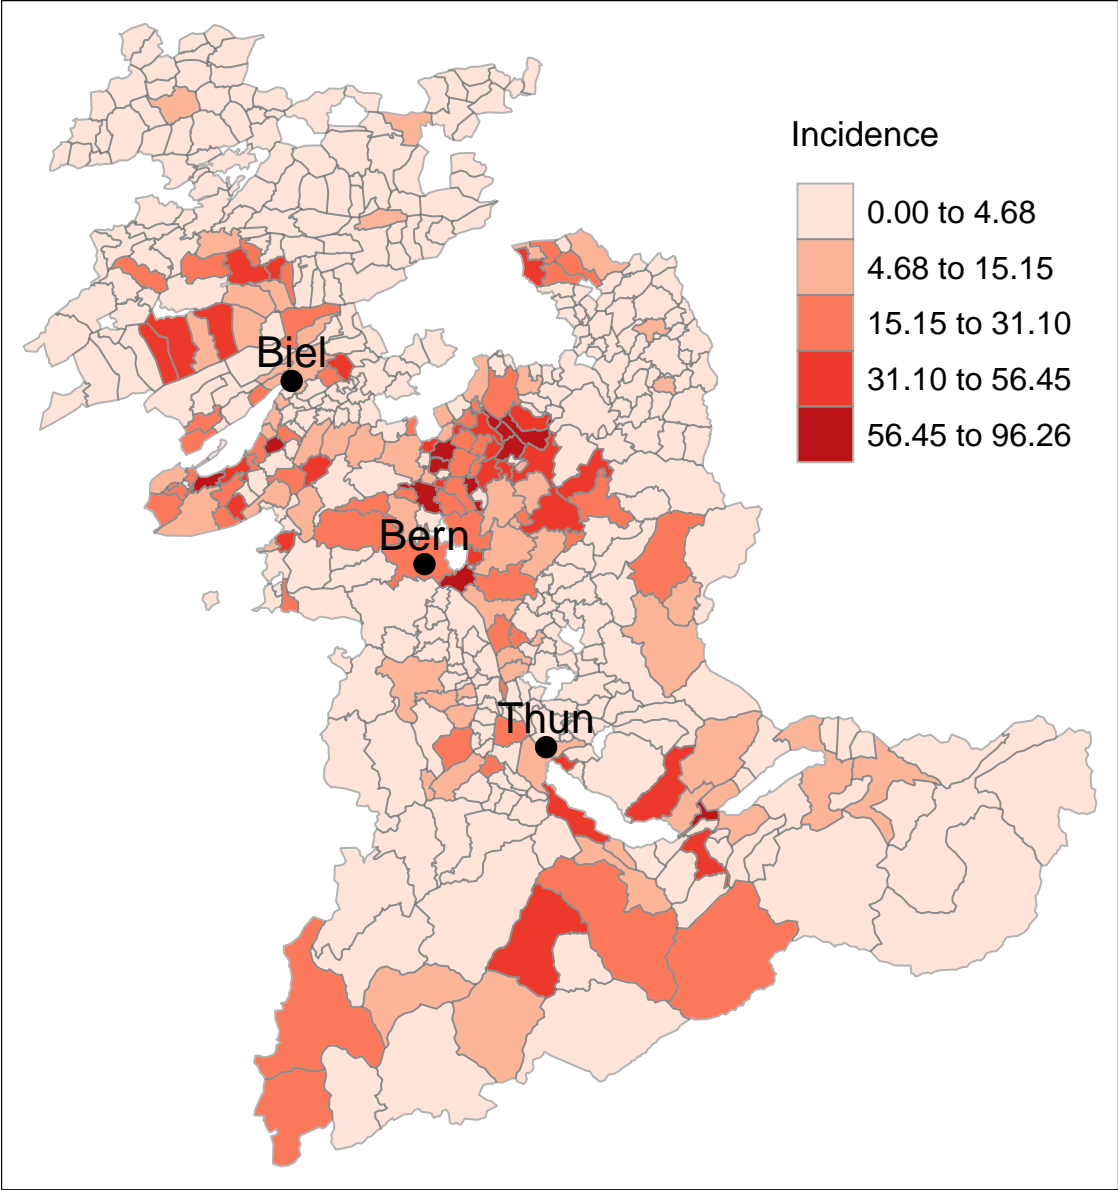 Incidence
0.00 to 4.68
4.68 to 15.15
15.15 to 31.10
31.10 to 56.45
56.45 to 96.26
Biel
Bern
Thun